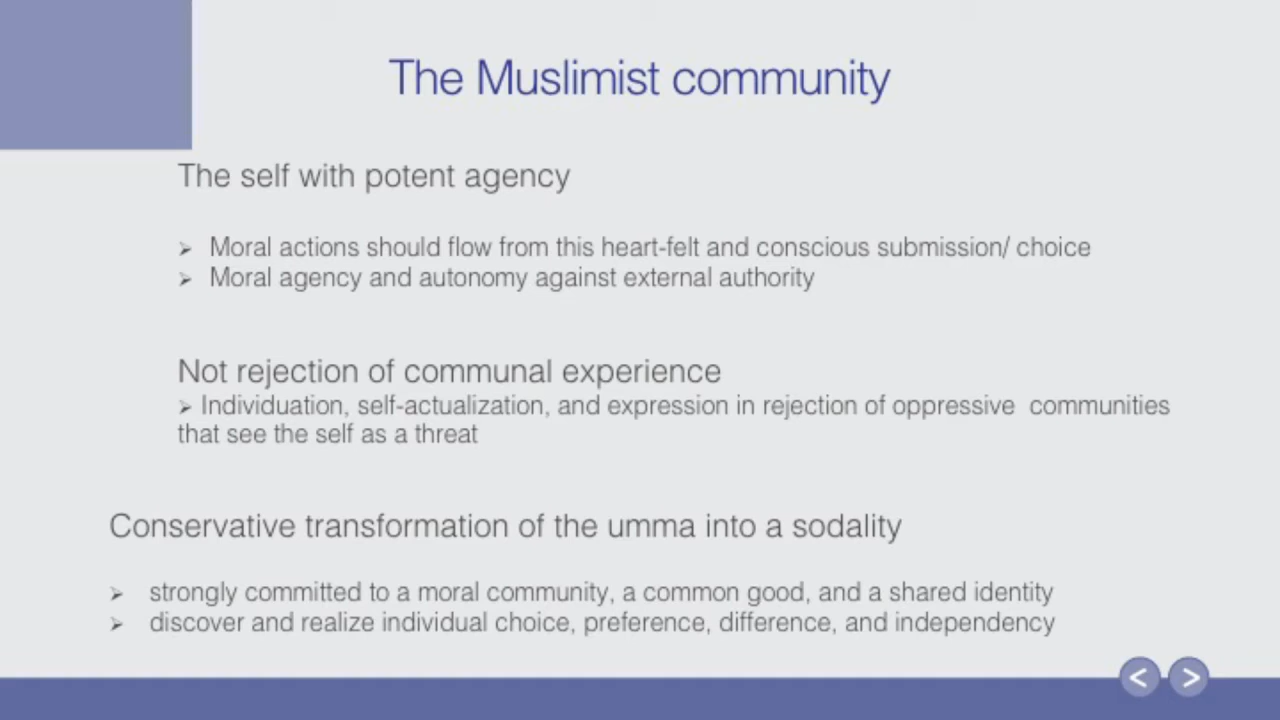 The Muslimist community
The self with potent agency
➢ Moral actions should flow from this heart-felt and conscious submission/ choice
➢ Moral agency and autonomy against external authority
Not rejection of communal experience
➢ Individuation, self-actualization, and expression in rejection of oppressive communities
that see the self as a threat
Conservative transformation of the umma into a sodality
➢ strongly committed to a moral community, a common good, and a shared identity
➢ discover and realize individual choice, preference, difference, and independency
< >